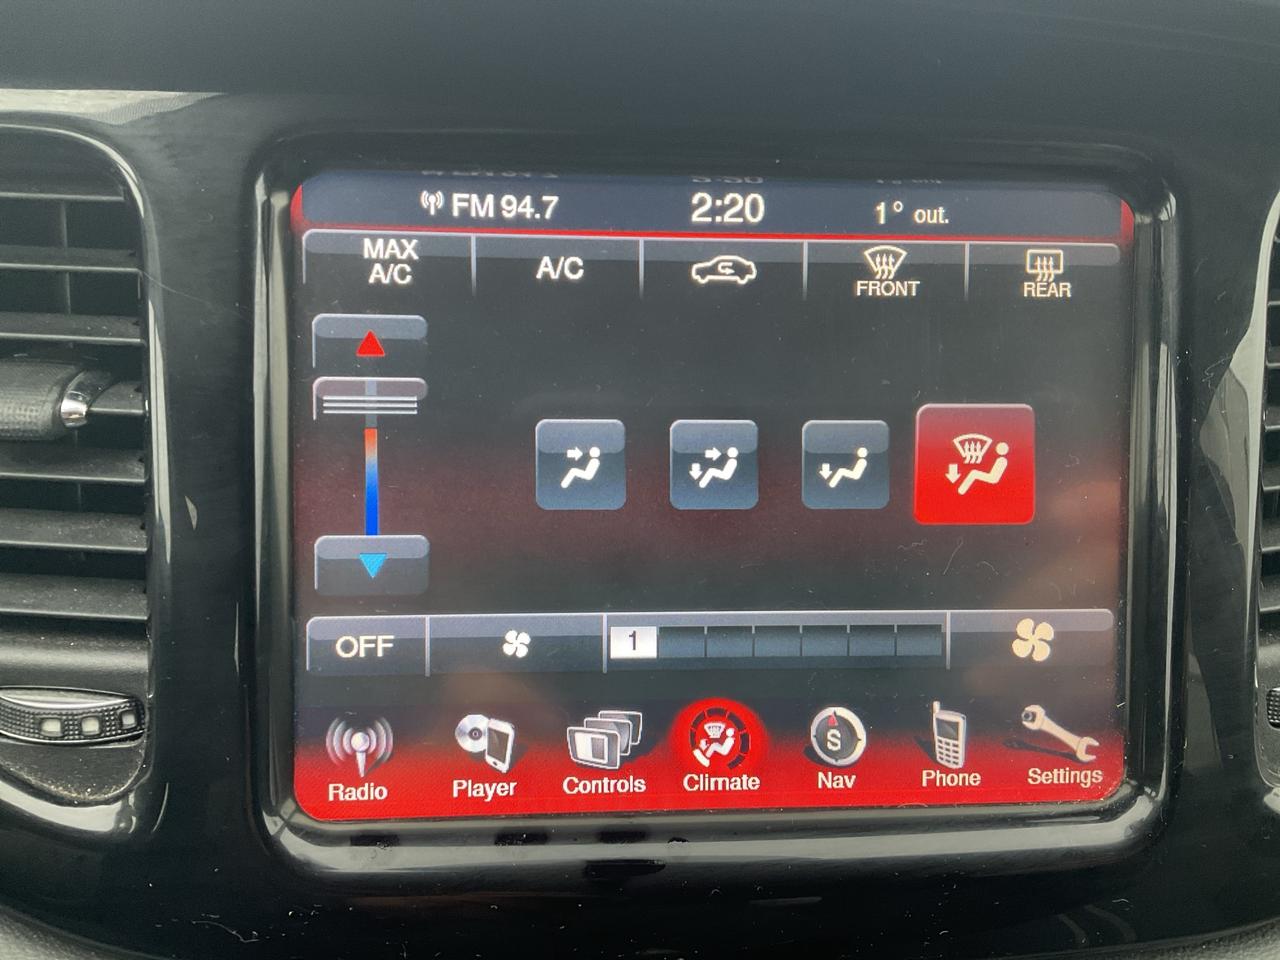 FM 94.7
2:20
1° out.
MAX
A/C
A/C
FRONT
REAR
OFF
1
S
Radio
Player
Controls
Climate
Nav
Phone
Settings